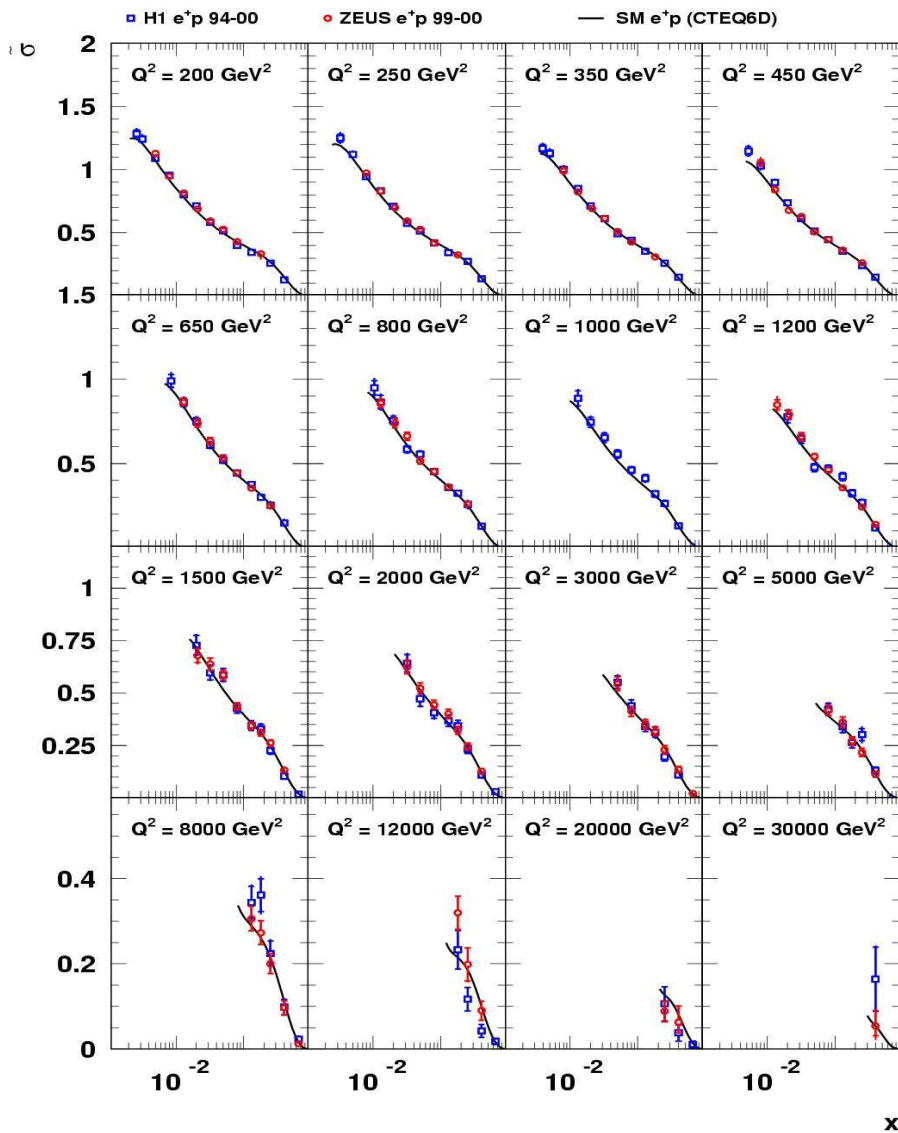 H1 e⁺p 94-00 ZEUS e⁺p 99-00 SM e⁺p (CTEQ6D)
σ̃
2
Q² = 200 GeV² Q² = 250 GeV² Q² = 350 GeV² Q² = 450 GeV²
1.5
1
0.5
1.5
Q² = 650 GeV² Q² = 800 GeV² Q² = 1000 GeV² Q² = 1200 GeV²
1
0.5
Q² = 1500 GeV² Q² = 2000 GeV² Q² = 3000 GeV² Q² = 5000 GeV²
1
0.75
0.5
0.25
Q² = 8000 GeV² Q² = 12000 GeV² Q² = 20000 GeV² Q² = 30000 GeV²
0.4
0.2
0
10⁻² 10⁻² 10⁻² 10⁻²
x